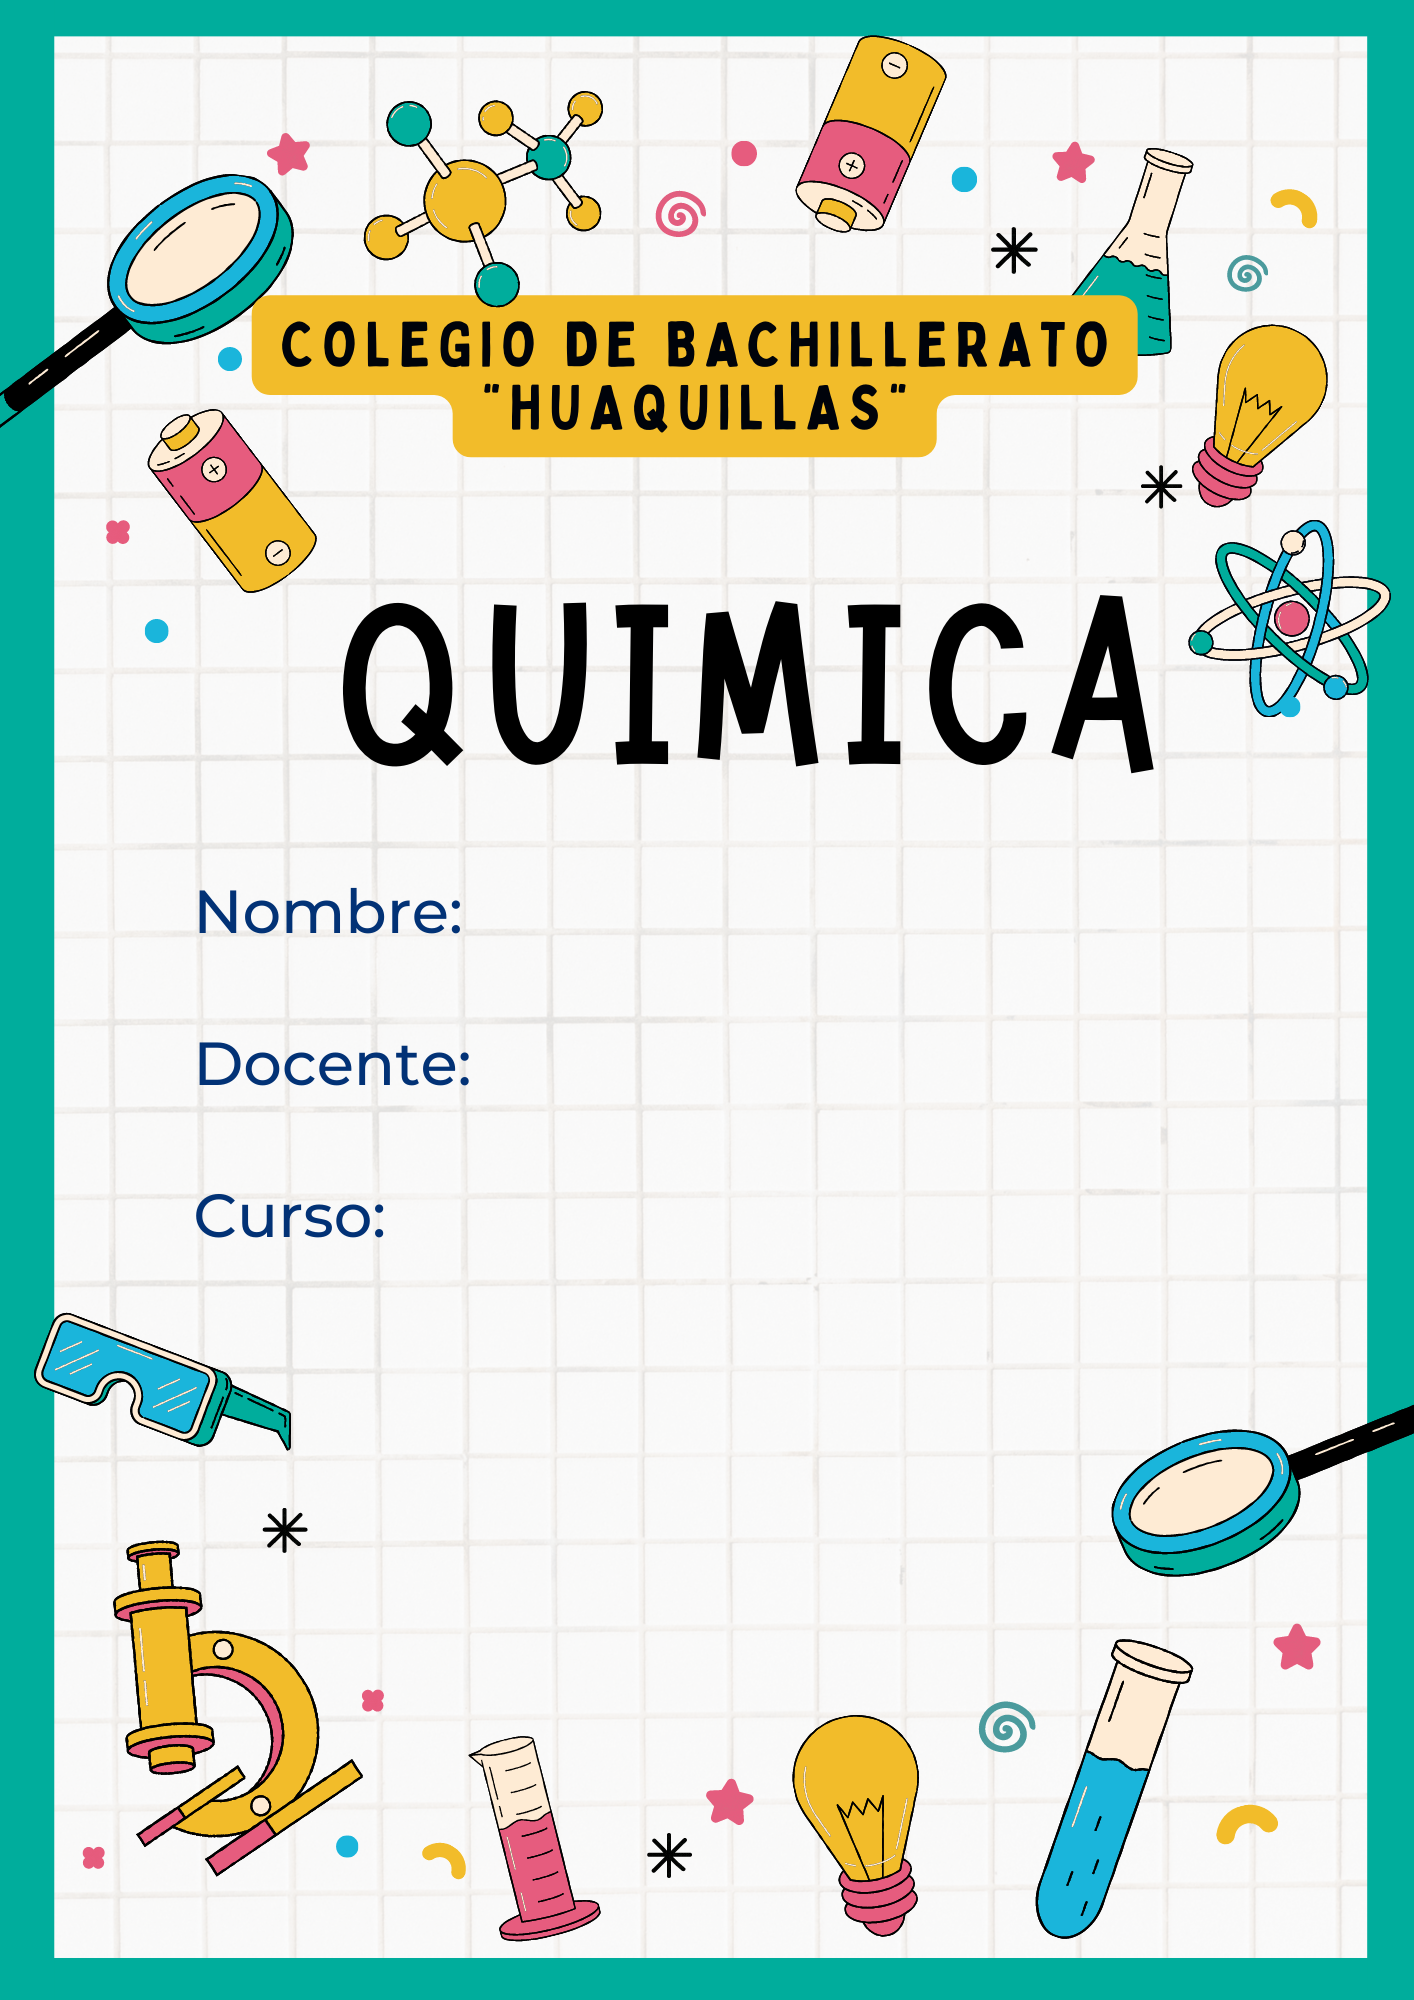 COLEGIO DE BACHILLERATO
"HUAQUILLAS"
QUIMICA
Nombre:
Docente:
Curso: